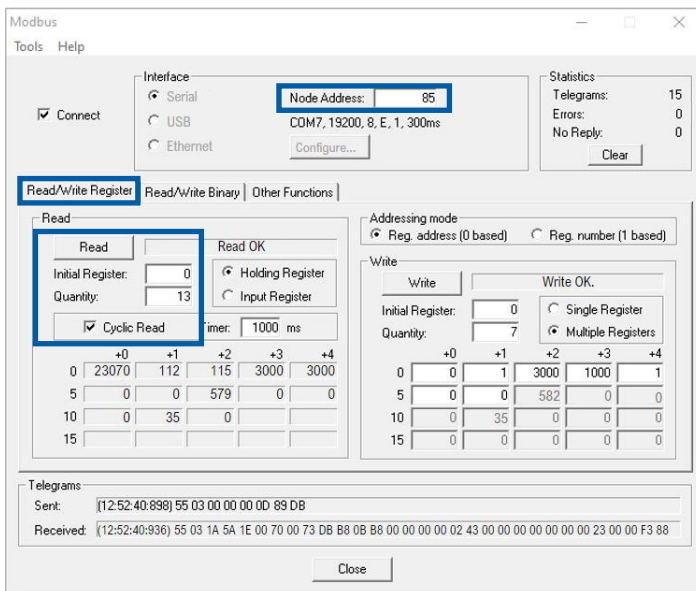 Modbus
Tools Help
Connect
Interface
Serial
USB
Ethernet
Node Address: 85
COM7, 19200, 8, E, 1, 300ms
Configure...
Statistics
Telegrams: 15
Errors: 0
No Reply: 0
Clear
Read/Write Register Read/Write Binary Other Functions
Read
Read Read OK
Initial Register: 0
Quantity: 13
Holding Register
Input Register
Cyclic Read Timer: 1000 ms
+0 +1 +2 +3 +4
0 23070 112 115 3000 3000
5 0 0 579 0 0
10 0 35 0
15
Addressing mode
Reg. address (0 based) Reg. number (1 based)
Write
Write Write OK.
Initial Register: 0
Quantity: 7
Single Register
Multiple Registers
+0 +1 +2 +3 +4
0 0 1 3000 1000 1
5 0 0 582 0 0
10 0 35 0 0 0
15 0 0 0 0 0
Telegrams
Sent: (12:52:40:898) 55 03 00 00 00 0D 89 DB
Received: (12:52:40:936) 55 03 1A 5A 1E 00 70 00 73 DB B8 0B B8 00 00 00 00 02 43 00 00 00 00 00 00 00 23 00 00 F3 88
Close